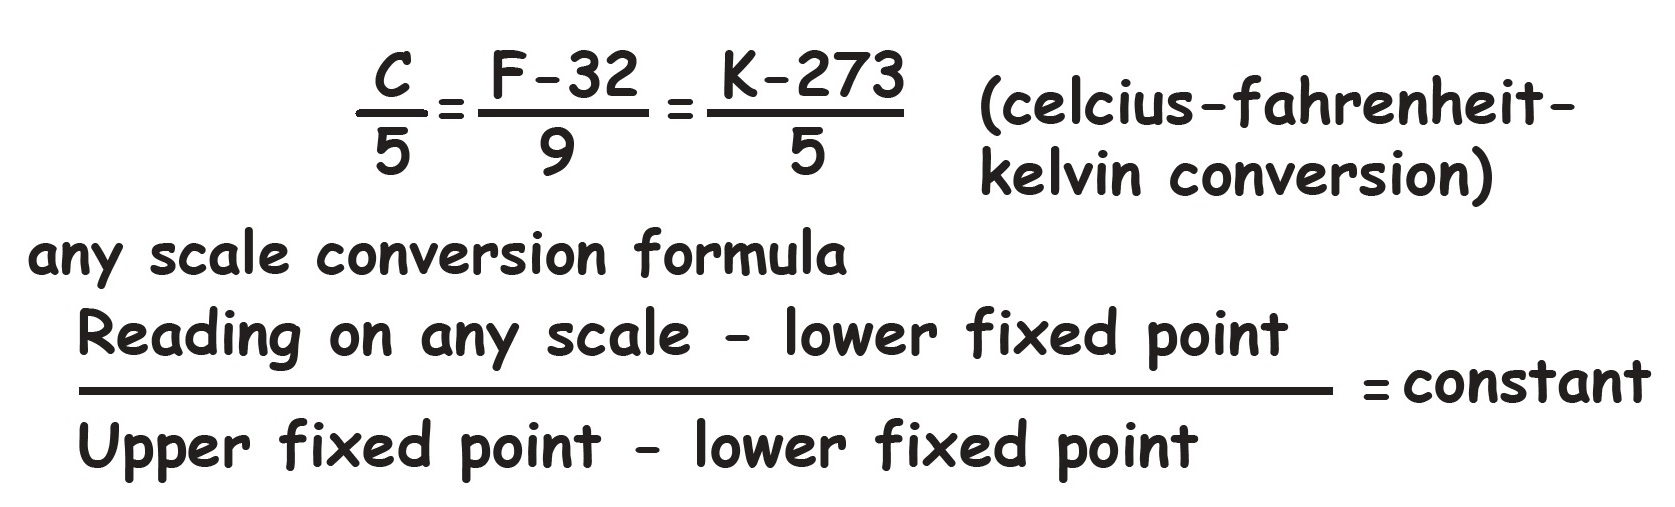 C/5 = F-32/9 = K-273/5 (celcius-fahrenheit-
kelvin conversion)
any scale conversion formula
Reading on any scale - lower fixed point
Upper fixed point - lower fixed point
= constant